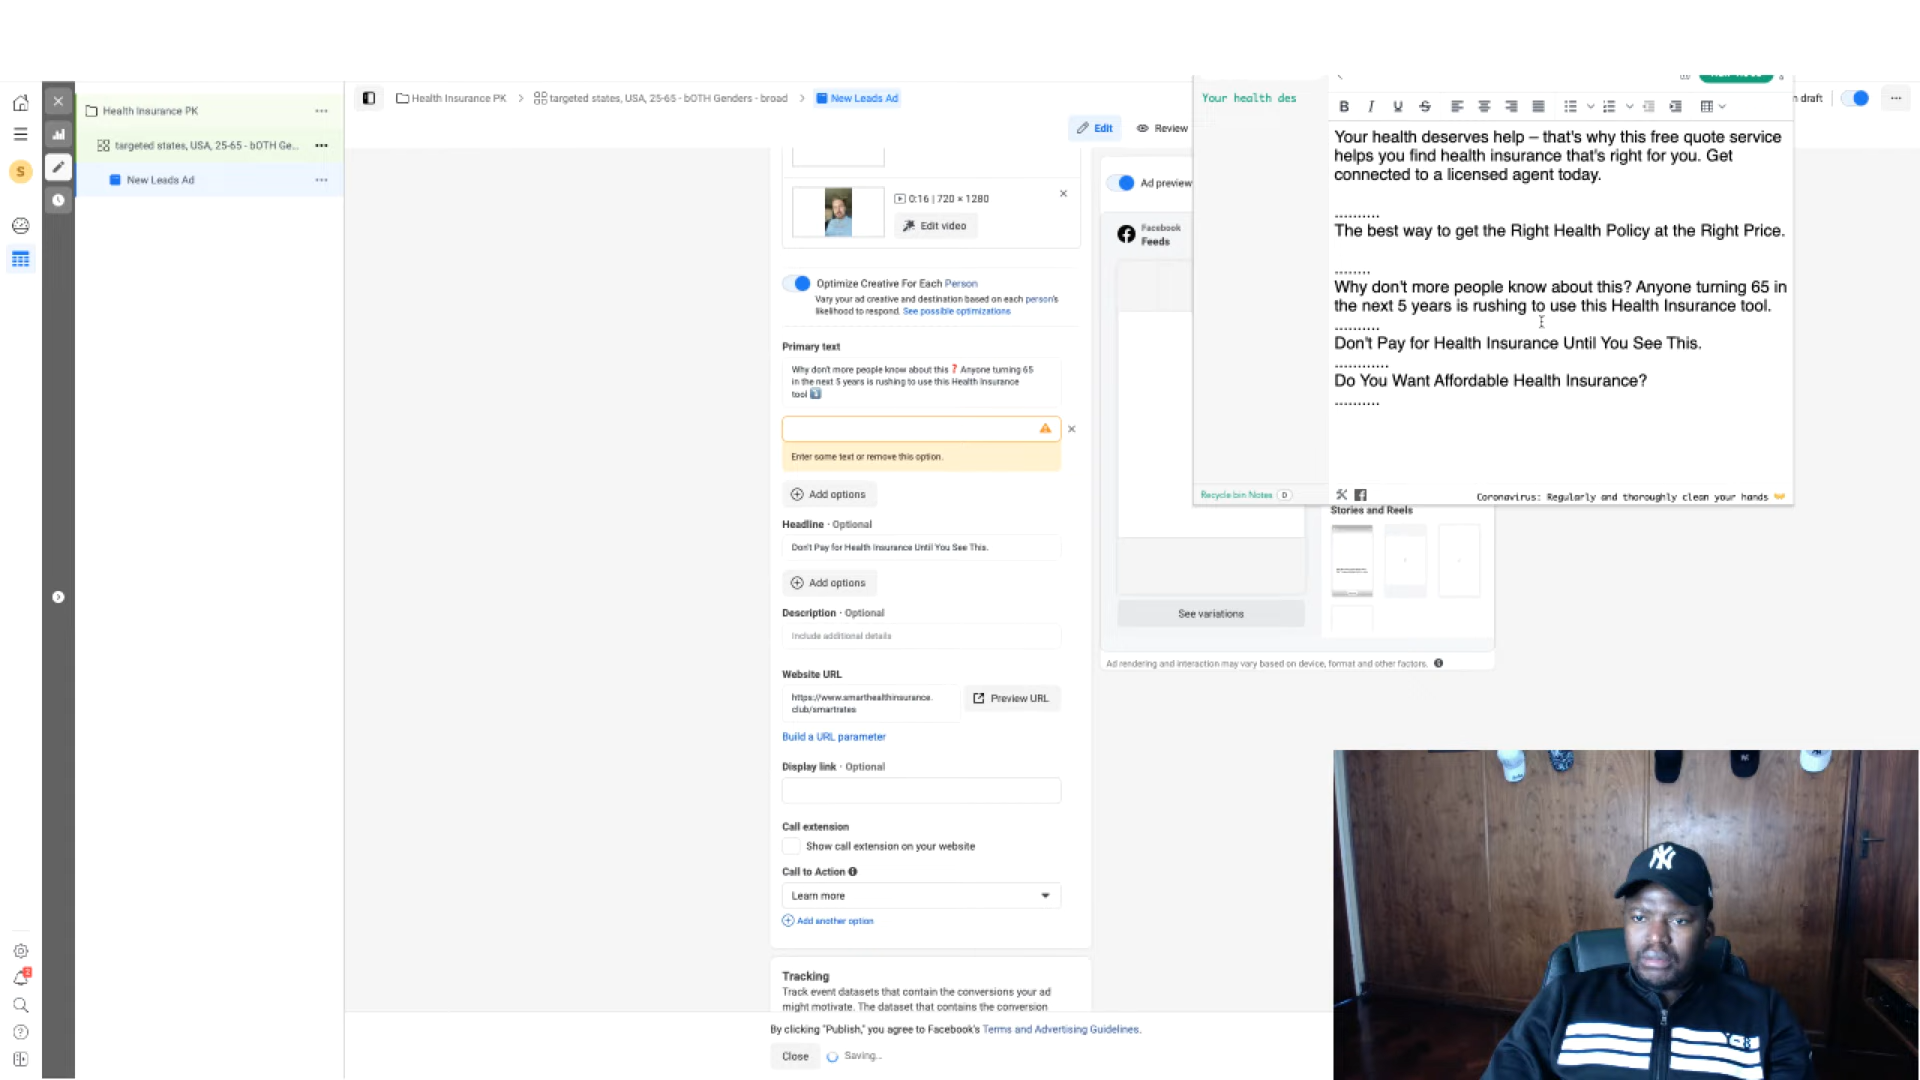 Health Insurance PK
targeted states, USA, 25-65 - bOTH Ge...
New Leads Ad
S
2
Health Insurance PK
targeted states, USA, 25-65 - bOTH Genders - broad
New Leads Ad
Edit
Review
draft
0:16 | 720 × 1280
Edit video
Optimize Creative For Each Person
Vary your ad creative and destination based on each person's
likelihood to respond. See possible optimizations
Primary text
Why don't more people know about this ❓ Anyone turning 65
in the next 5 years is rushing to use this Health Insurance
tool ⤵️
Enter some text or remove this option.
Add options
Headline · Optional
Don't Pay for Health Insurance Until You See This.
Add options
Description · Optional
Include additional details
Website URL
https://www.smarthealthinsurance.
club/smartrates
Preview URL
Build a URL parameter
Display link · Optional
Call extension
Show call extension on your website
Call to Action
Learn more
Add another option
Tracking
Track event datasets that contain the conversions your ad
might motivate. The dataset that contains the conversion
By clicking "Publish," you agree to Facebook's Terms and Advertising Guidelines.
Close
Saving...
Ad preview
Facebook
Feeds
See variations
Stories and Reels
Ad rendering and interaction may vary based on device, format and other factors.
Your health des
B I U S
Your health deserves help – that's why this free quote service
helps you find health insurance that's right for you. Get
connected to a licensed agent today.
..........
The best way to get the Right Health Policy at the Right Price.
........
Why don't more people know about this? Anyone turning 65 in
the next 5 years is rushing to use this Health Insurance tool.
..........
Don't Pay for Health Insurance Until You See This.
............
Do You Want Affordable Health Insurance?
..........
Recycle bin Notes 0
Coronavirus: Regularly and thoroughly clean your hands
NY